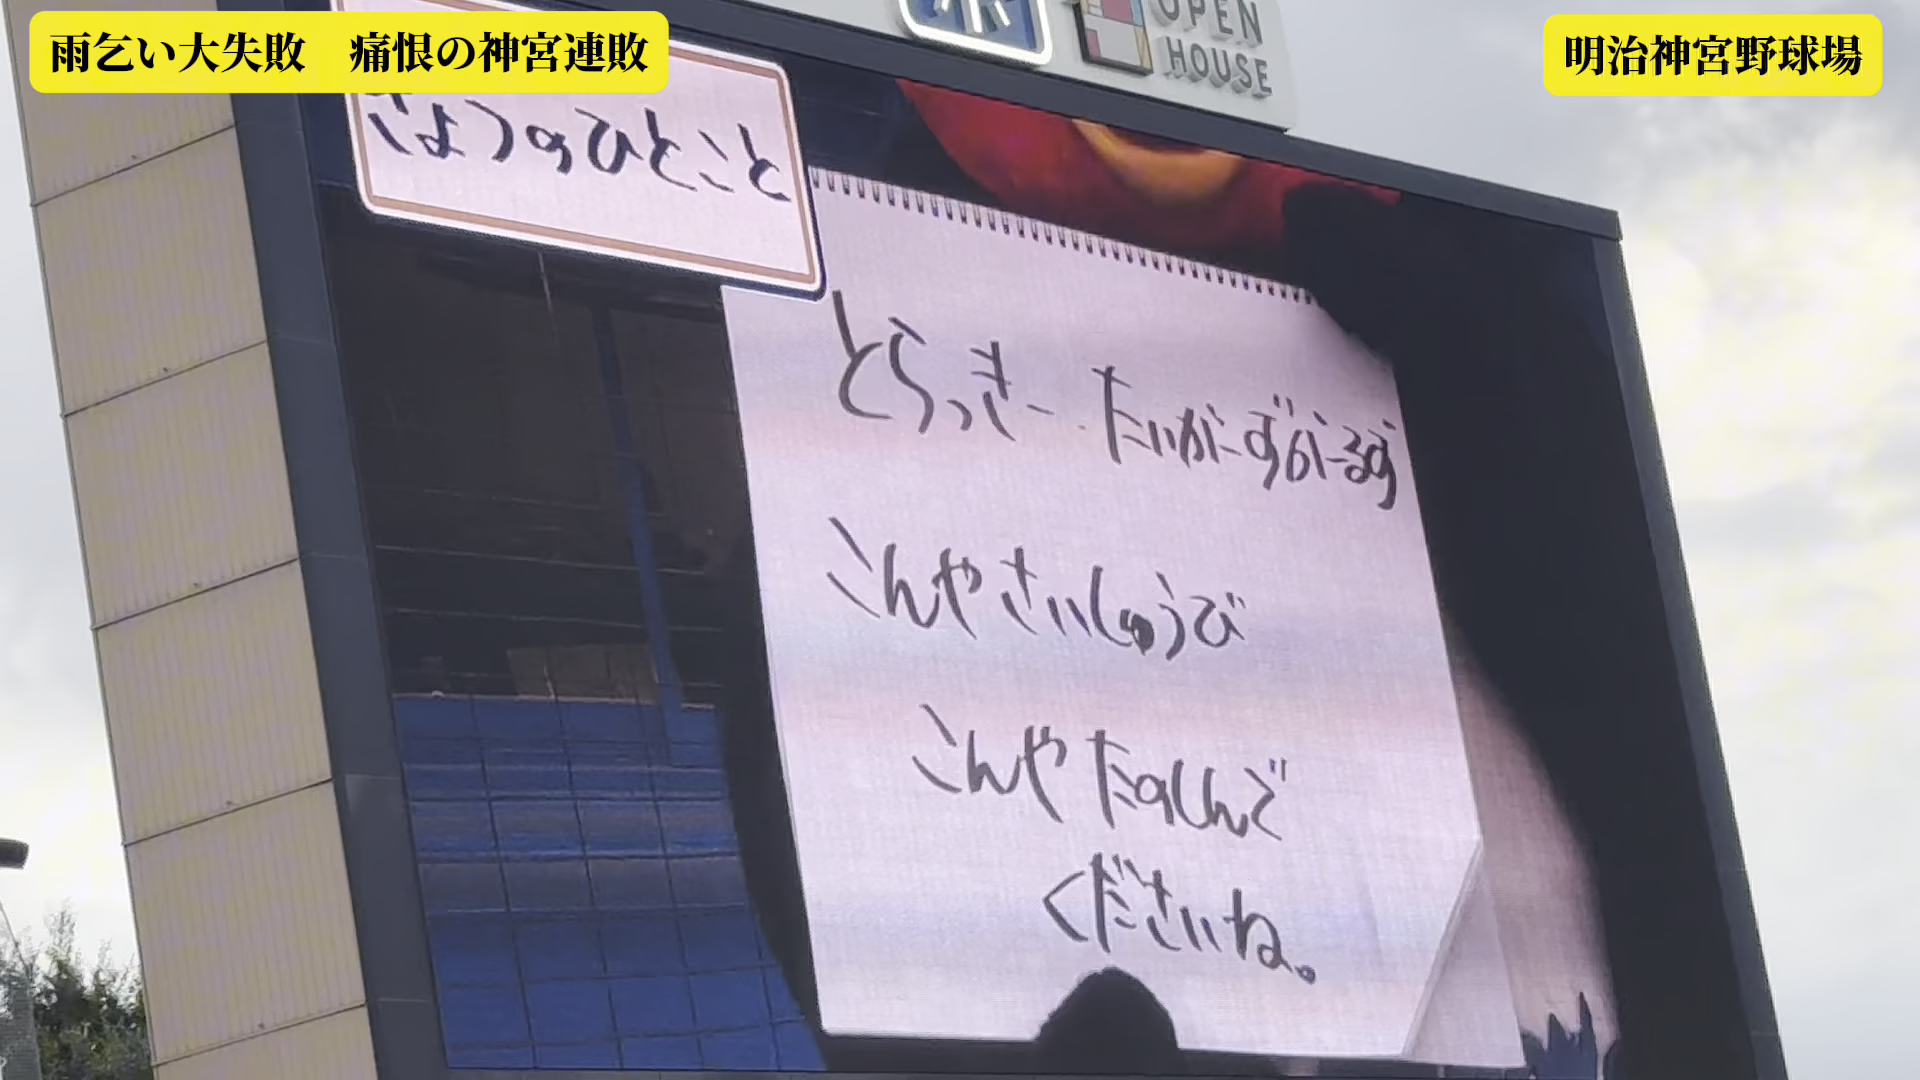 雨乞い大失敗　痛恨の神宮連敗
明治神宮野球場
OPEN
HOUSE
きょうのひとこと
とらっきー たいがーずがーるず
こんやさいしゅうび
こんやたのしんで
くださいね。